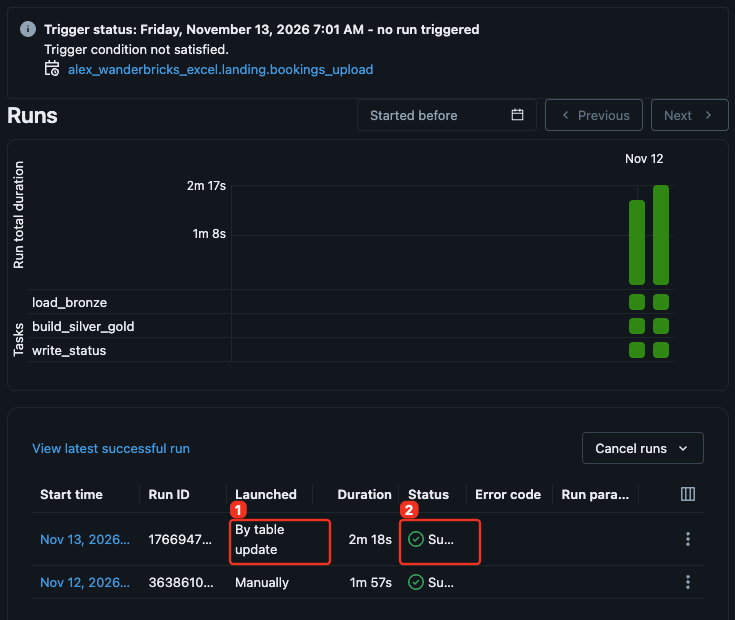 Trigger status: Friday, November 13, 2026 7:01 AM - no run triggered
Trigger condition not satisfied.
alex_wanderbricks_excel.landing.bookings_upload
Runs
Started before
Previous
Next
Nov 12
Run total duration
2m 17s
1m 8s
Tasks
load_bronze
build_silver_gold
write_status
View latest successful run
Cancel runs
Start time Run ID Launched Duration Status Error code Run para...
1 2
Nov 13, 2026... 1766947... By table update 2m 18s Su...
Nov 12, 2026... 3638610... Manually 1m 57s Su...